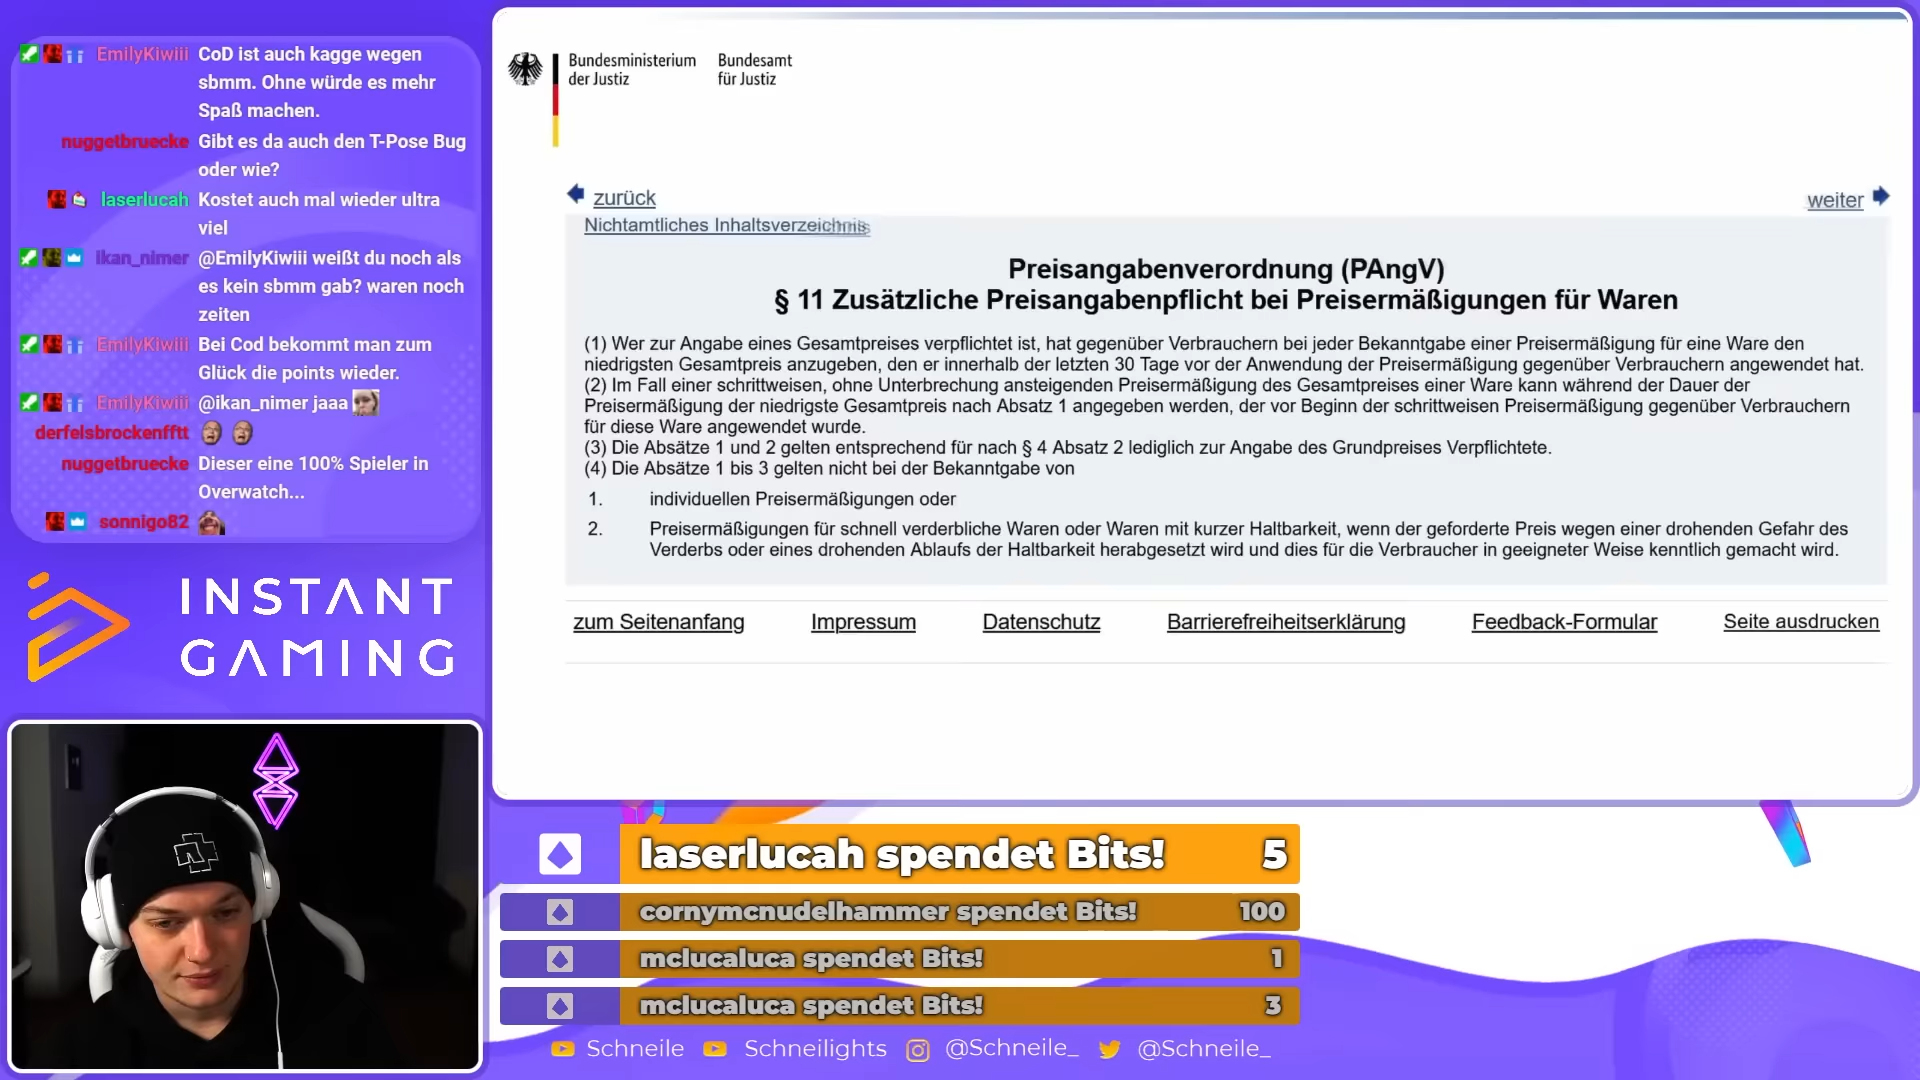 EmilyKiwiii CoD ist auch kagge wegen
sbmm. Ohne würde es mehr
Spaß machen.
nuggetbruecke Gibt es da auch den T-Pose Bug
oder wie?
laserlucah Kostet auch mal wieder ultra
viel
ikan_nimer @EmilyKiwiii weißt du noch als
es kein sbmm gab? waren noch
zeiten
EmilyKiwiii Bei Cod bekommt man zum
Glück die points wieder.
EmilyKiwiii @ikan_nimer jaaa
derfelsbrockenfftt
nuggetbruecke Dieser eine 100% Spieler in
Overwatch...
sonnigo82
INSTANT
GAMING
Bundesministerium
der Justiz
Bundesamt
für Justiz
zurück
weiter
Nichtamtliches Inhaltsverzeichnis
Preisangabenverordnung (PAngV)
§ 11 Zusätzliche Preisangabenpflicht bei Preisermäßigungen für Waren
(1) Wer zur Angabe eines Gesamtpreises verpflichtet ist, hat gegenüber Verbrauchern bei jeder Bekanntgabe einer Preisermäßigung für eine Ware den
niedrigsten Gesamtpreis anzugeben, den er innerhalb der letzten 30 Tage vor der Anwendung der Preisermäßigung gegenüber Verbrauchern angewendet hat.
(2) Im Fall einer schrittweisen, ohne Unterbrechung ansteigenden Preisermäßigung des Gesamtpreises einer Ware kann während der Dauer der
Preisermäßigung der niedrigste Gesamtpreis nach Absatz 1 angegeben werden, der vor Beginn der schrittweisen Preisermäßigung gegenüber Verbrauchern
für diese Ware angewendet wurde.
(3) Die Absätze 1 und 2 gelten entsprechend für nach § 4 Absatz 2 lediglich zur Angabe des Grundpreises Verpflichtete.
(4) Die Absätze 1 bis 3 gelten nicht bei der Bekanntgabe von
1. individuellen Preisermäßigungen oder
2. Preisermäßigungen für schnell verderbliche Waren oder Waren mit kurzer Haltbarkeit, wenn der geforderte Preis wegen einer drohenden Gefahr des
Verderbs oder eines drohenden Ablaufs der Haltbarkeit herabgesetzt wird und dies für die Verbraucher in geeigneter Weise kenntlich gemacht wird.
zum Seitenanfang Impressum Datenschutz Barrierefreiheitserklärung Feedback-Formular Seite ausdrucken
laserlucah spendet Bits! 5
cornymcnudelhammer spendet Bits! 100
mclucaluca spendet Bits! 1
mclucaluca spendet Bits! 3
Schneile Schneilights @Schneile_ @Schneile_